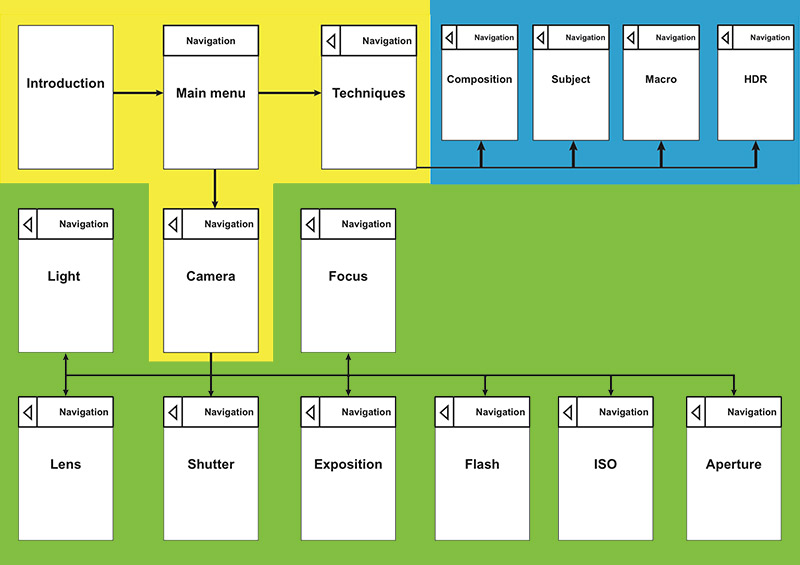 Introduction
Navigation
Main menu
Navigation
Techniques
Navigation
Composition
Navigation
Subject
Navigation
Macro
Navigation
HDR
Navigation
Light
Navigation
Camera
Navigation
Focus
Navigation
Lens
Navigation
Shutter
Navigation
Exposition
Navigation
Flash
Navigation
ISO
Navigation
Aperture